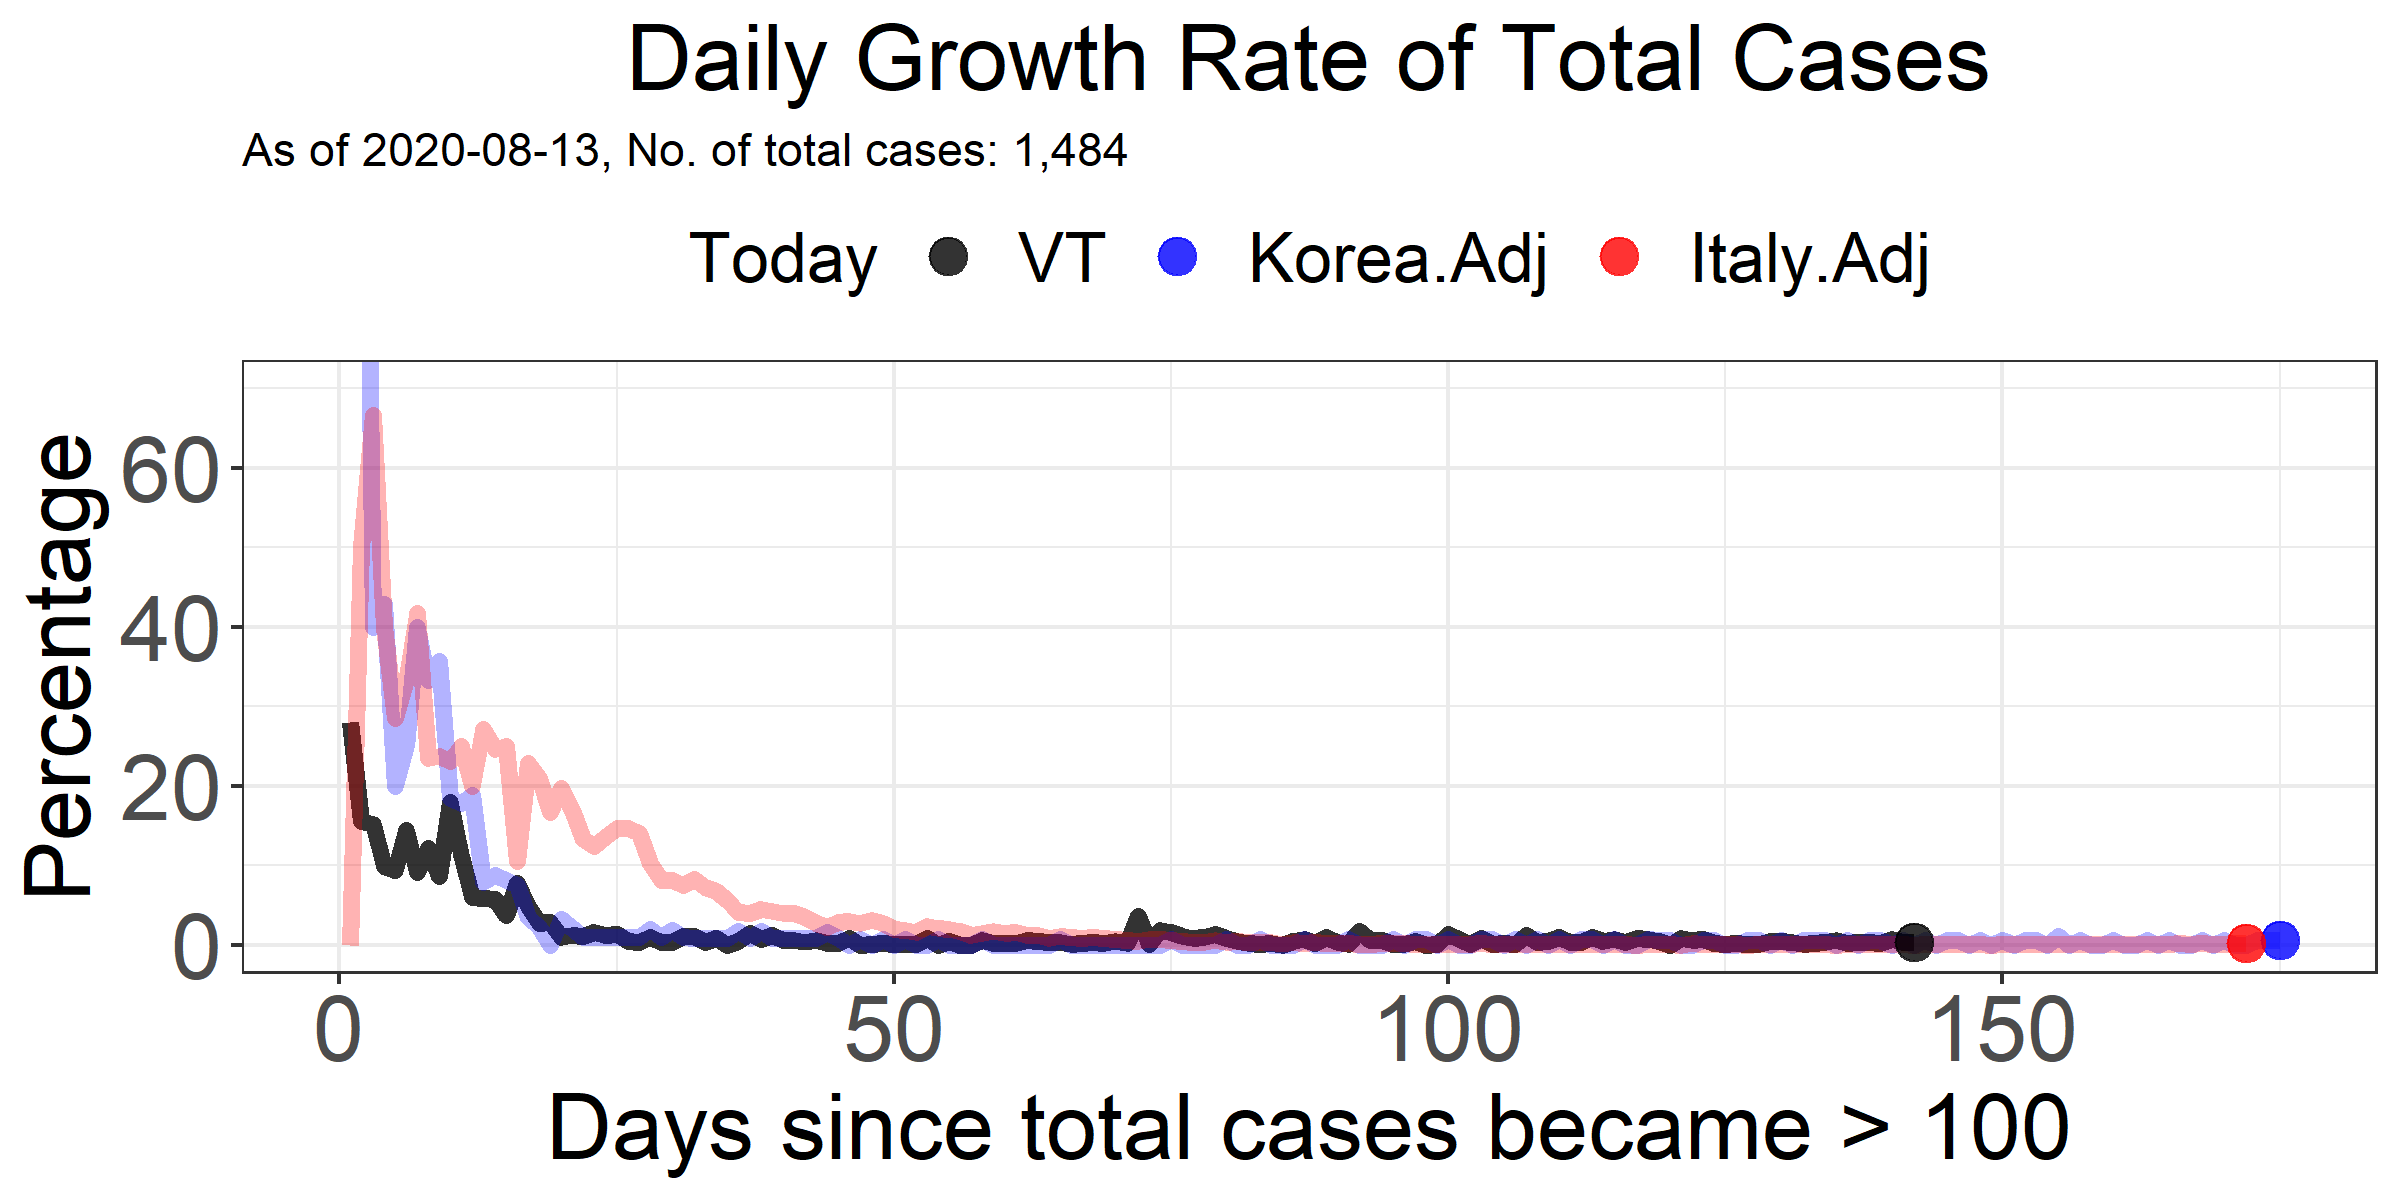 Daily Growth Rate of Total Cases
As of 2020-08-13, No. of total cases: 1,484
Today VT Korea.Adj Italy.Adj
Percentage
60
40
20
0
0 50 100 150
Days since total cases became > 100